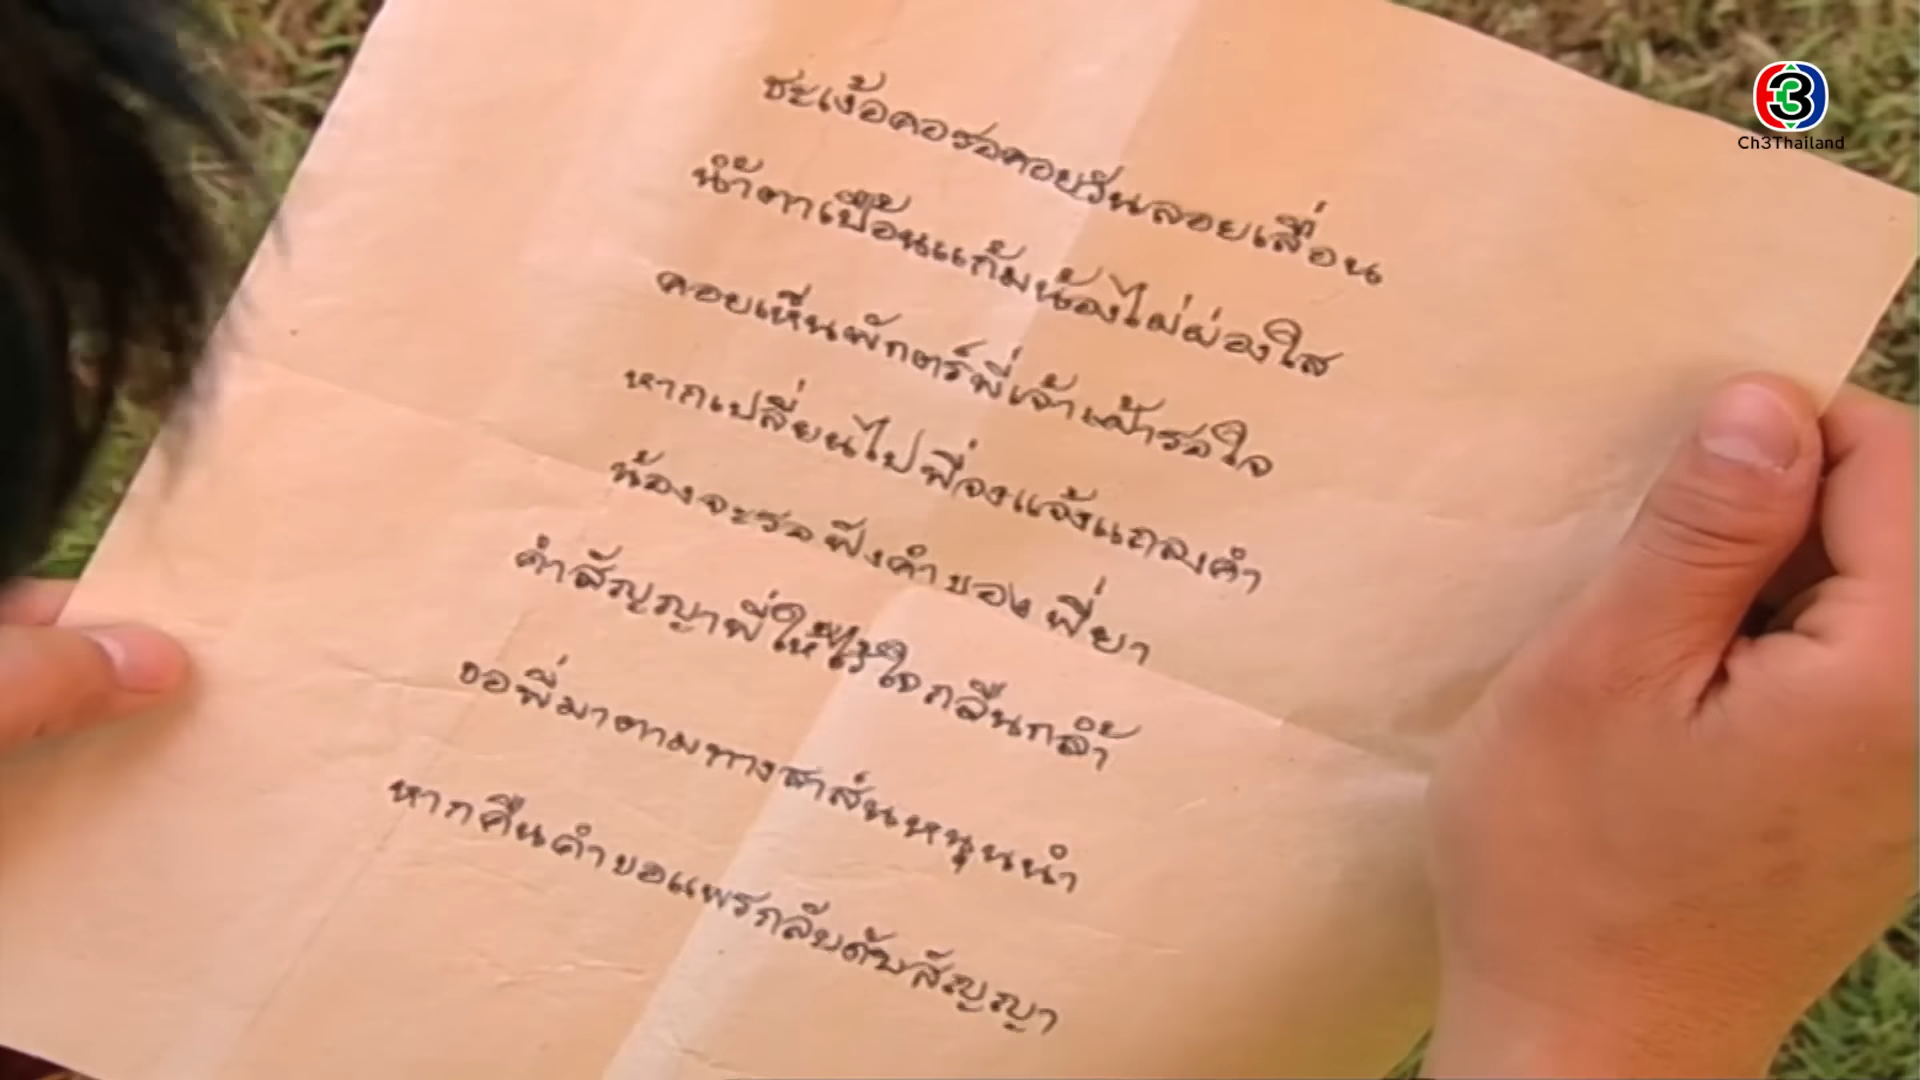 Ch3Thailand
ชะเง้อคอรอคอยวันลอยเลื่อน
น้ำตาเปื้อนแก้มน้องไม่ผ่องใส
คอยเห็นพักตร์พี่เจ้าเฝ้ารอใจ
หากเปลี่ยนไปพี่จงแจ้งแถลงคำ
น้องจะรอฟังคำของพี่ยา
คำสัญญาพี่ให้ไว้ใจกลืนกล้ำ
ขอพี่มาตามทางสาส์นหนุนนำ
หากคืนคำขอแพรกลับดับสัญญา